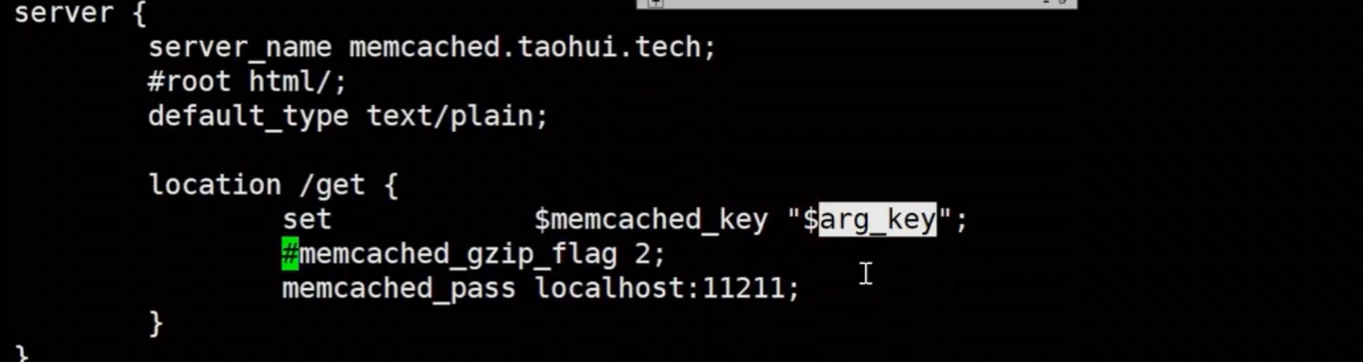 server {
server_name memcached.taohui.tech;
#root html/;
default_type text/plain;
location /get {
set $memcached_key "$arg_key";
#memcached_gzip_flag 2;
memcached_pass localhost:11211;
}
}